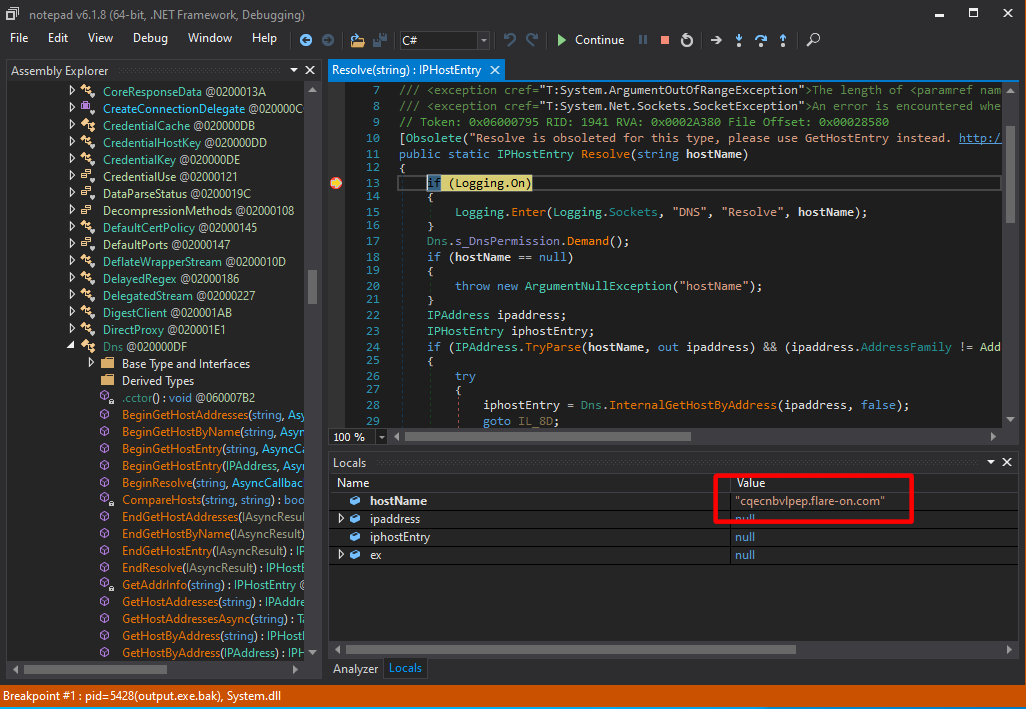 notepad v6.1.8 (64-bit, .NET Framework, Debugging)
File Edit View Debug Window Help C# Continue
Assembly Explorer
CoreResponseData @0200013A
CreateConnectionDelegate @0200000C
CredentialCache @020000DB
CredentialHostKey @020000DD
CredentialKey @020000DE
CredentialUse @02000121
DataParseStatus @0200019C
DecompressionMethods @02000108
DefaultCertPolicy @02000145
DefaultPorts @02000147
DeflateWrapperStream @0200010D
DelayedRegex @02000186
DelegatedStream @02000227
DigestClient @020001AB
DirectProxy @020001E1
Dns @020000DF
Base Type and Interfaces
Derived Types
.cctor() : void @060007B2
BeginGetHostAddresses(string, Asy
BeginGetHostByName(string, Asyn
BeginGetHostEntry(string, AsyncCa
BeginGetHostEntry(IPAddress, Asy
BeginResolve(string, AsyncCallback
CompareHosts(string, string) : boo
EndGetHostAddresses(IAsyncResul
EndGetHostByName(IAsyncResult)
EndGetHostEntry(IAsyncResult) : IP
EndResolve(IAsyncResult) : IPHostE
GetAddrInfo(string) : IPHostEntry @
GetHostAddresses(string) : IPAddre
GetHostAddressesAsync(string) : Ta
GetHostByAddress(string) : IPHostI
GetHostByAddress(IPAddress) : IPH
Resolve(string) : IPHostEntry
7 /// <exception cref="T:System.ArgumentOutOfRangeException">The length of <paramref nam
8 /// <exception cref="T:System.Net.Sockets.SocketException">An error is encountered whe
9 // Token: 0x06000795 RID: 1941 RVA: 0x0002A380 File Offset: 0x00028580
10 [Obsolete("Resolve is obsoleted for this type, please use GetHostEntry instead. http:/
11 public static IPHostEntry Resolve(string hostName)
12 {
13 if (Logging.On)
14 {
15 Logging.Enter(Logging.Sockets, "DNS", "Resolve", hostName);
16 }
17 Dns.s_DnsPermission.Demand();
18 if (hostName == null)
19 {
20 throw new ArgumentNullException("hostName");
21 }
22 IPAddress ipaddress;
23 IPHostEntry iphostEntry;
24 if (IPAddress.TryParse(hostName, out ipaddress) && (ipaddress.AddressFamily != Add
25 {
26 try
27 {
28 iphostEntry = Dns.InternalGetHostByAddress(ipaddress, false);
29 goto IL_8D;
100 %
Locals
Name Value
hostName "cqecnbvlpep.flare-on.com"
ipaddress null
iphostEntry null
ex null
Analyzer Locals
Breakpoint #1 : pid=5428(output.exe.bak), System.dll